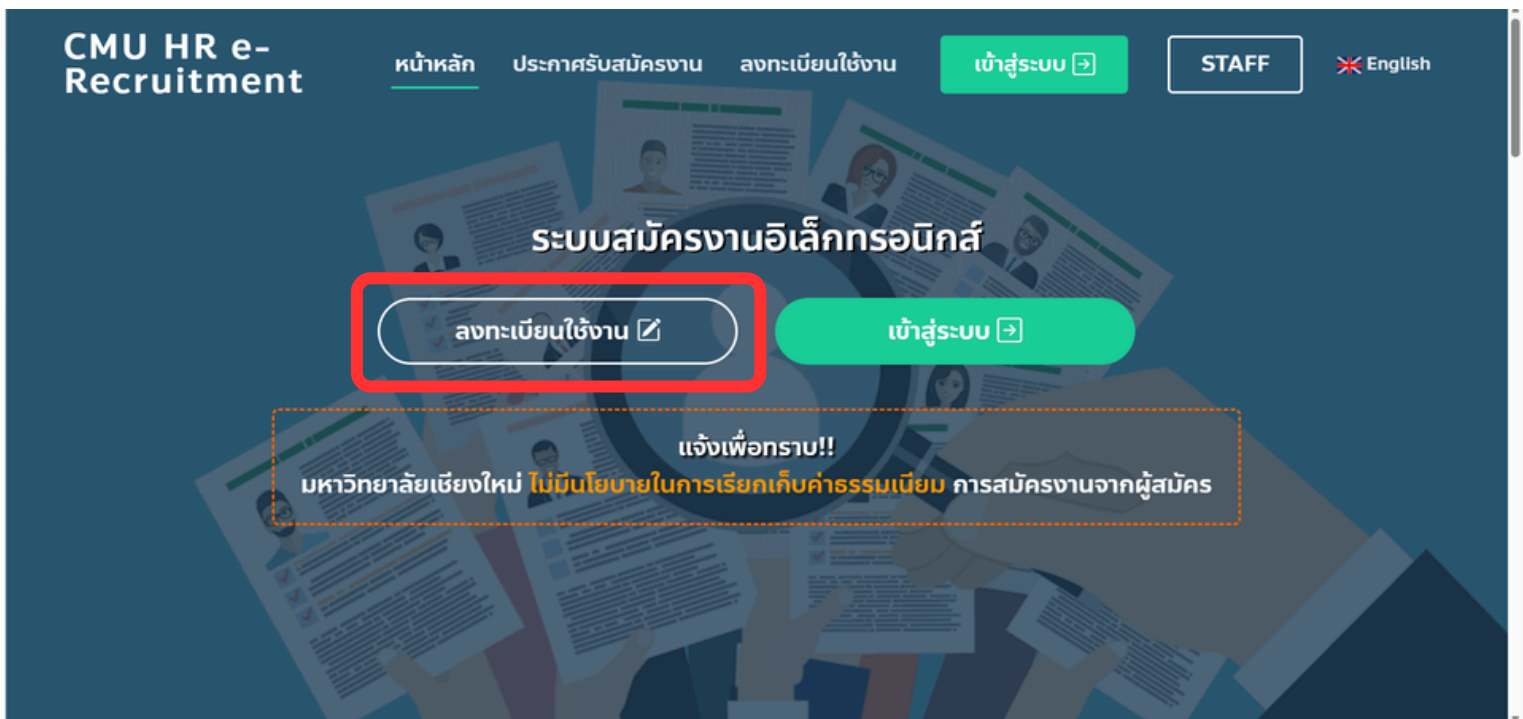 CMU HR e-
Recruitment
หน้าหลัก
ประกาศรับสมัครงาน
ลงทะเบียนใช้งาน
เข้าสู่ระบบ
STAFF
English
ระบบสมัครงานอิเล็กทรอนิกส์
ลงทะเบียนใช้งาน
เข้าสู่ระบบ
แจ้งเพื่อทราบ!!
มหาวิทยาลัยเชียงใหม่ ไม่มีนโยบายในการเรียกเก็บค่าธรรมเนียม การสมัครงานจากผู้สมัคร